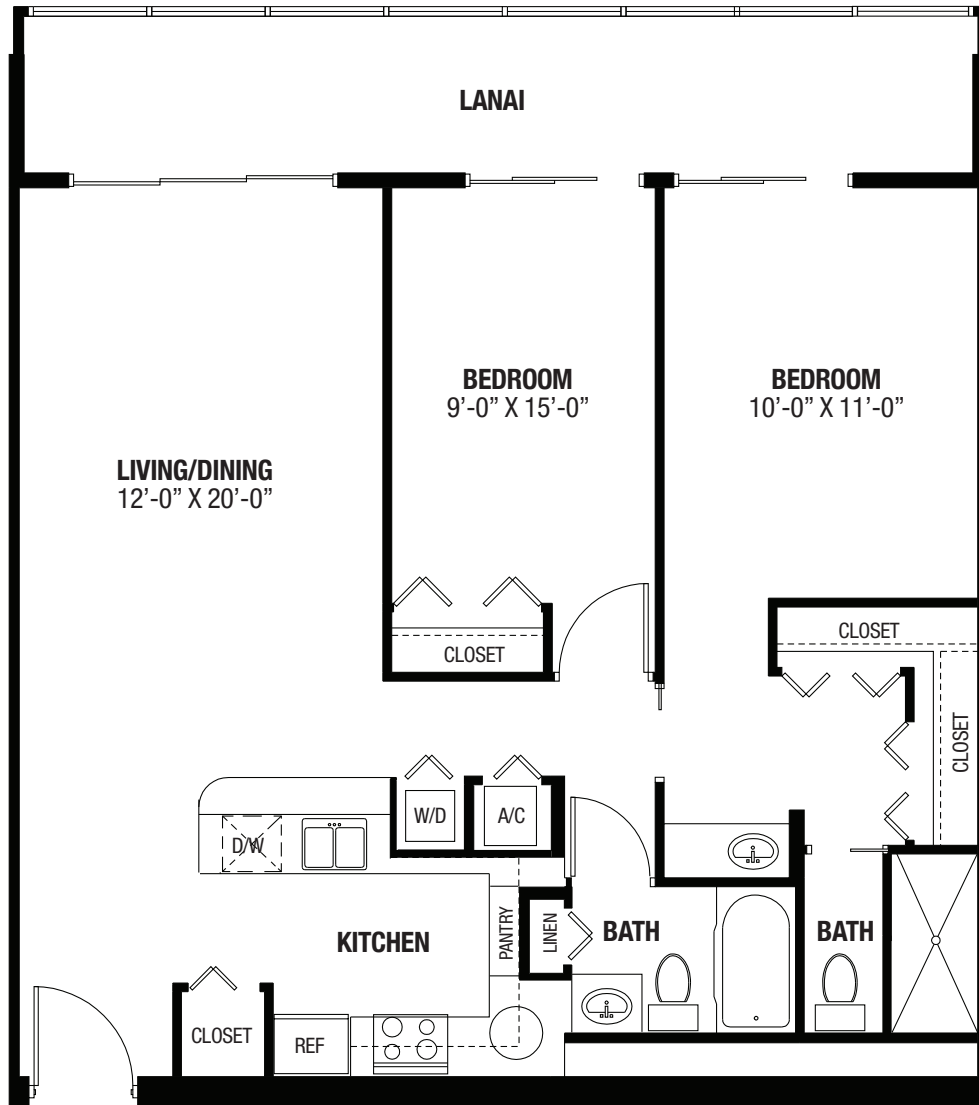 LANAI
BEDROOM
9’-0” X 15’-0”
BEDROOM
10’-0” X 11’-0”
LIVING/DINING
12’-0” X 20’-0”
CLOSET
CLOSET
CLOSET
W/D
A/C
D/W
KITCHEN
PANTRY
LINEN
BATH
BATH
CLOSET
REF